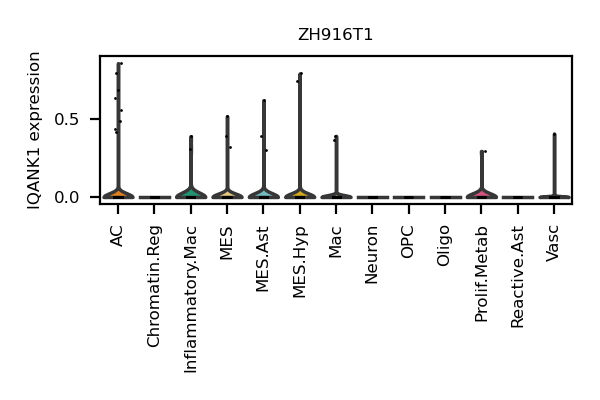 ZH916T1
IQANK1 expression
0.5
0.0
AC
Chromatin.Reg
Inflammatory.Mac
MES
MES.Ast
MES.Hyp
Mac
Neuron
OPC
Oligo
Prolif.Metab
Reactive.Ast
Vasc